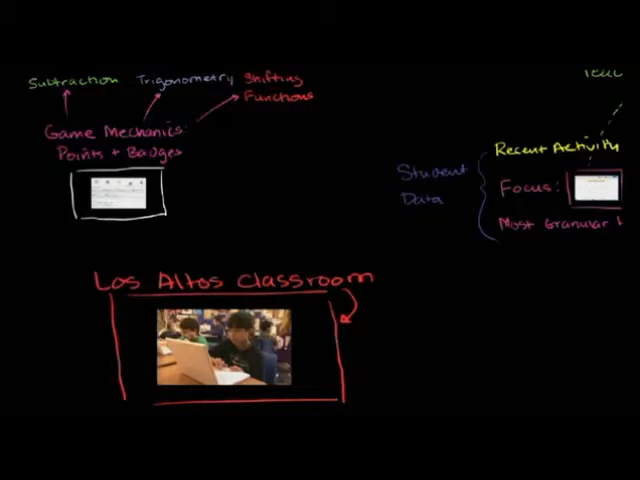 Subtraction
Trigonometry
Shifting
Functions
Game Mechanics:
Points + Badges
Recent Activity
Student
Data
Focus:
Most Granular
Los Altos Classroom